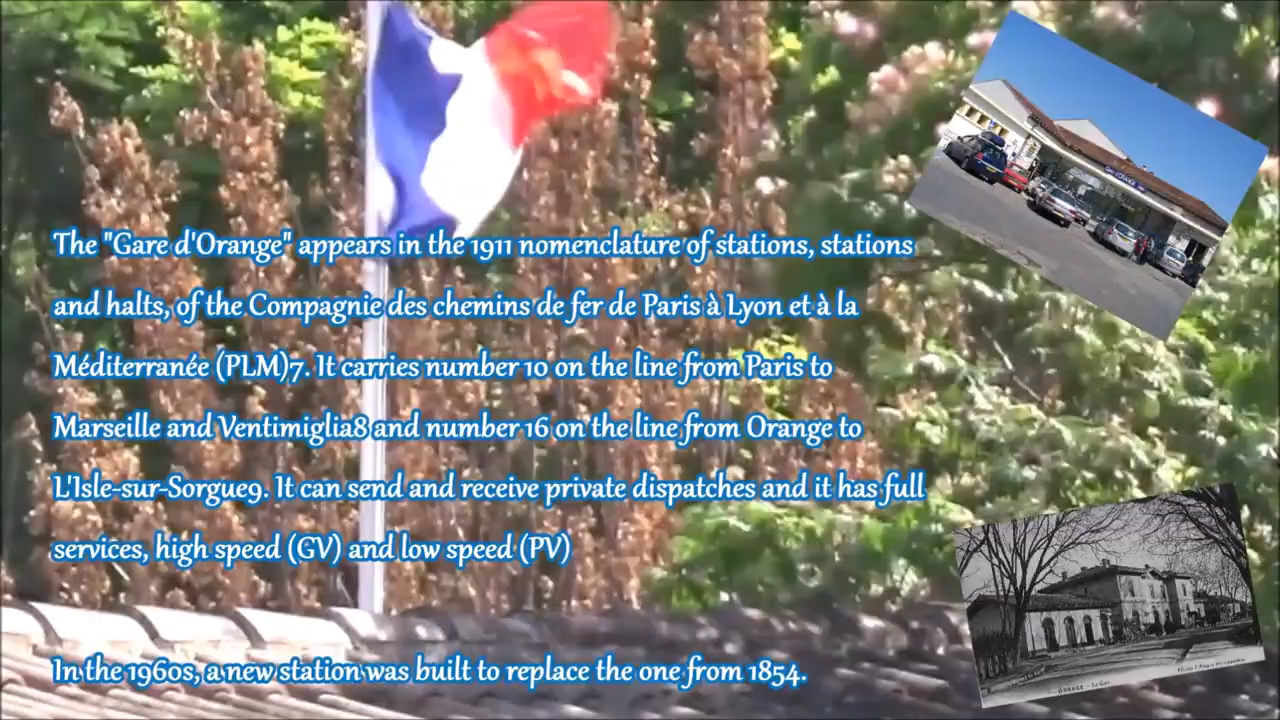 The "Gare d'Orange" appears in the 1911 nomenclature of stations, stations
and halts, of the Compagnie des chemins de fer de Paris à Lyon et à la
Méditerranée (PLM)7. It carries number 10 on the line from Paris to
Marseille and Ventimiglia8 and number 16 on the line from Orange to
L'Isle-sur-Sorgue9. It can send and receive private dispatches and it has full
services, high speed (GV) and low speed (PV)
In the 1960s, a new station was built to replace the one from 1854.
ORANGE - La Gare